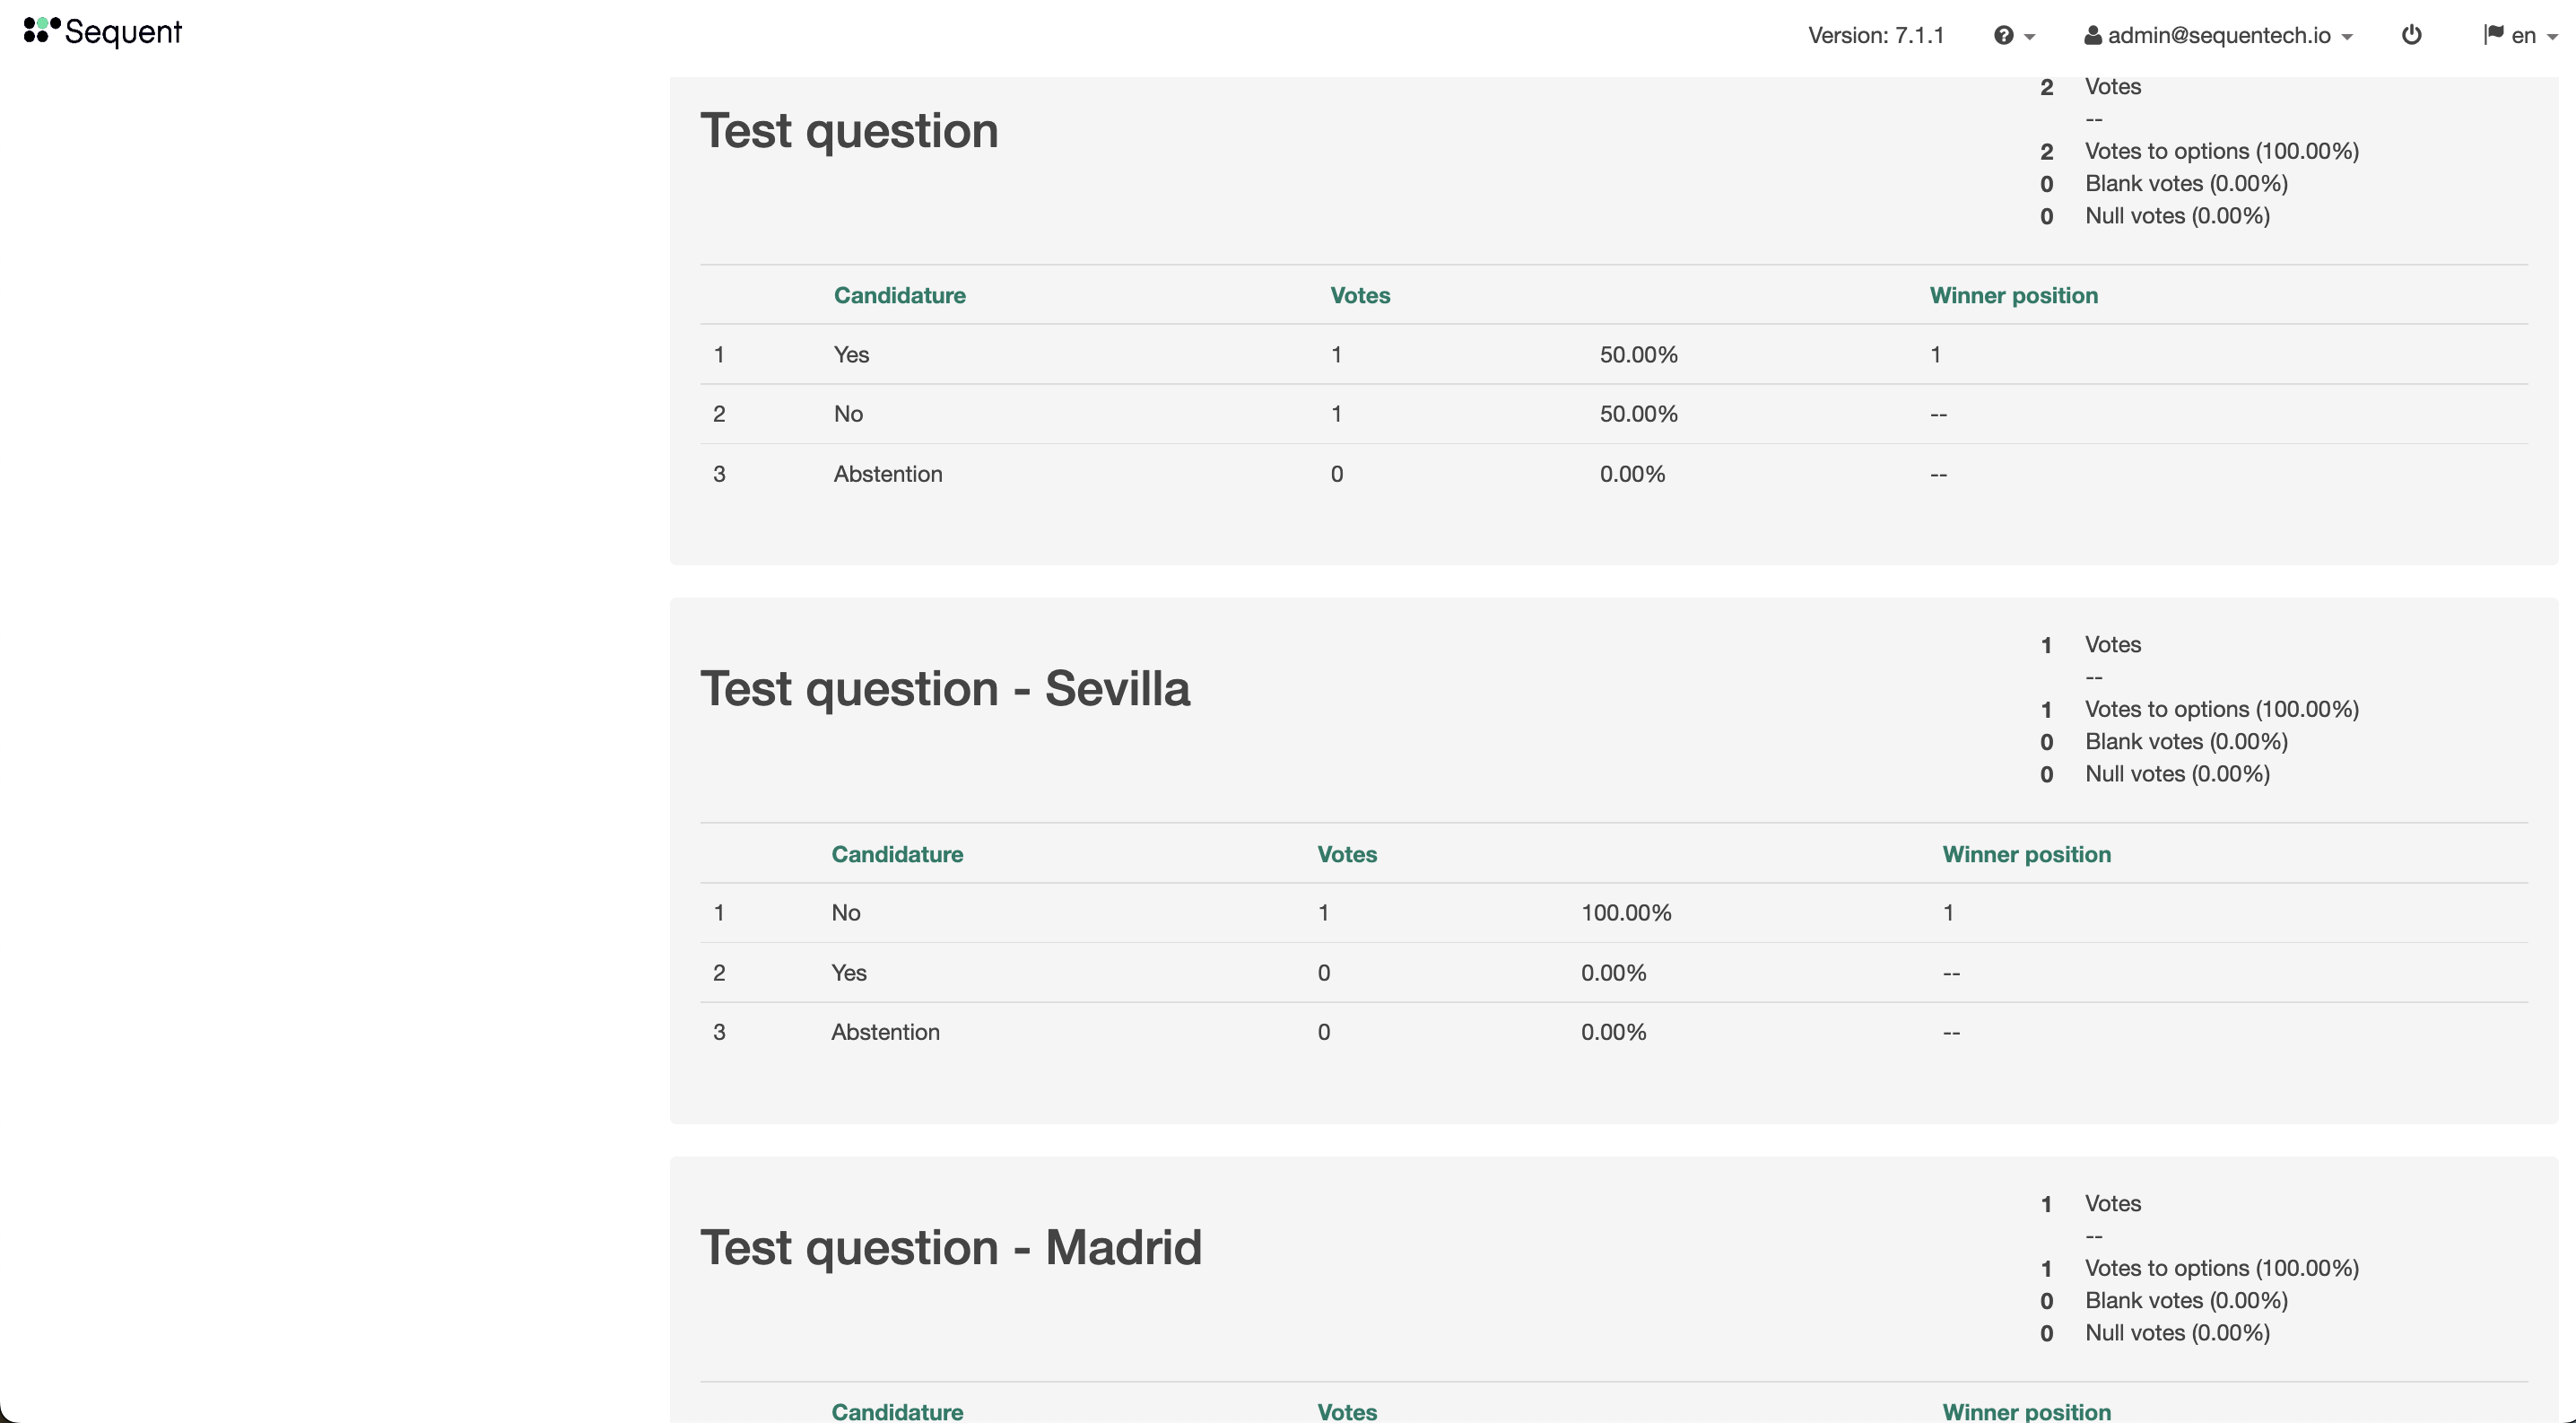 Sequent
Version: 7.1.1 admin@sequentech.io en
Test question
2 Votes
--
2 Votes to options (100.00%)
0 Blank votes (0.00%)
0 Null votes (0.00%)
Candidature Votes Winner position
1 Yes 1 50.00% 1
2 No 1 50.00% --
3 Abstention 0 0.00% --
Test question - Sevilla
1 Votes
--
1 Votes to options (100.00%)
0 Blank votes (0.00%)
0 Null votes (0.00%)
Candidature Votes Winner position
1 No 1 100.00% 1
2 Yes 0 0.00% --
3 Abstention 0 0.00% --
Test question - Madrid
1 Votes
--
1 Votes to options (100.00%)
0 Blank votes (0.00%)
0 Null votes (0.00%)
Candidature Votes Winner position